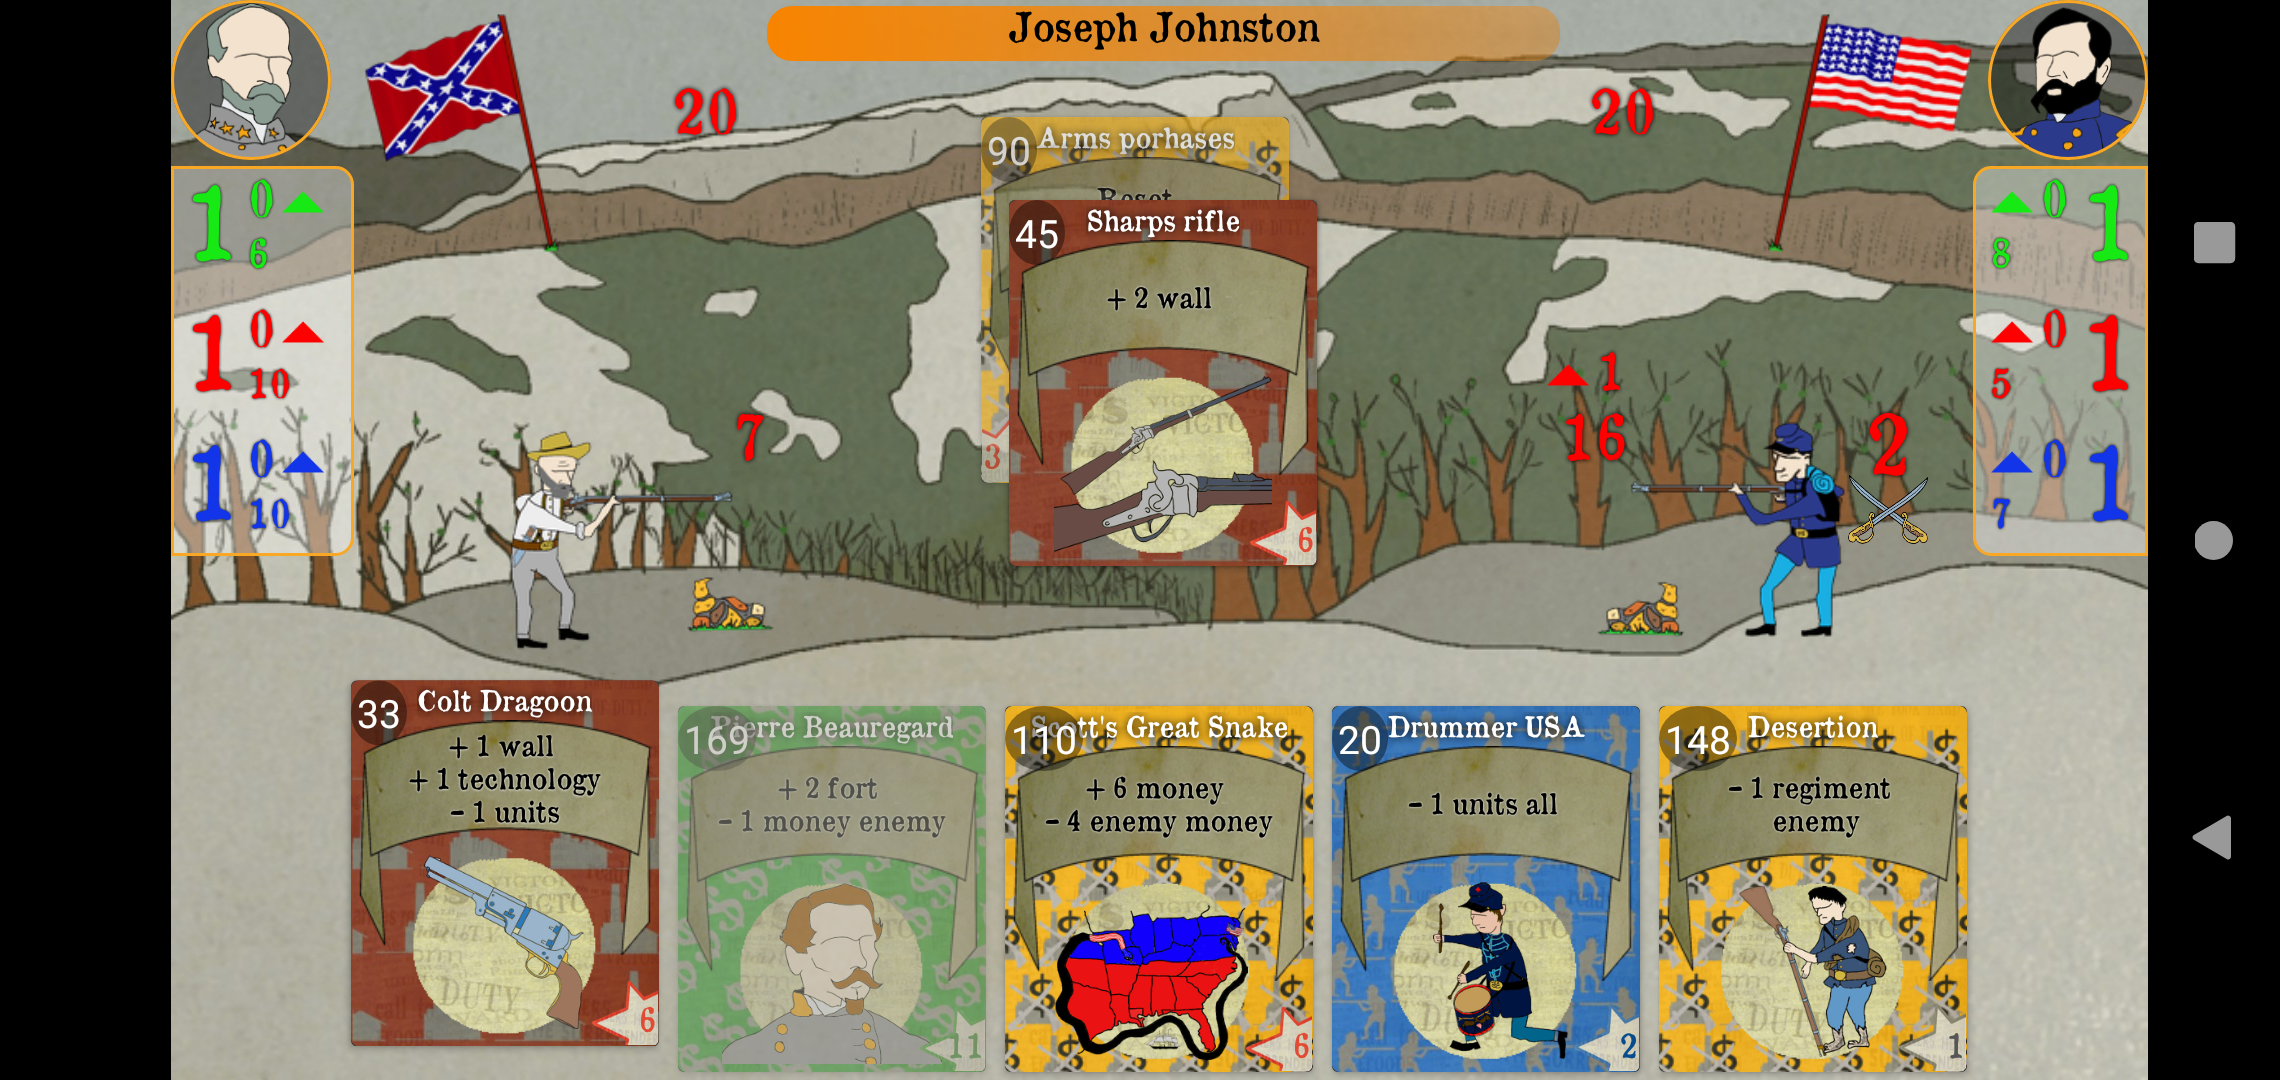 Joseph Johnston
20
20
1 0
6
1 0
10
1 0
10
0 1
8
0 1
5
0 1
7
7
1
16
2
90 Arms porhases
Reset
3
45 Sharps rifle
+ 2 wall
6
33 Colt Dragoon
+ 1 wall
+ 1 technology
- 1 units
DUTY
6
169 Pierre Beauregard
+ 2 fort
- 1 money enemy
11
110 Scott's Great Snake
+ 6 money
- 4 enemy money
6
20 Drummer USA
- 1 units all
2
148 Desertion
- 1 regiment
enemy
1